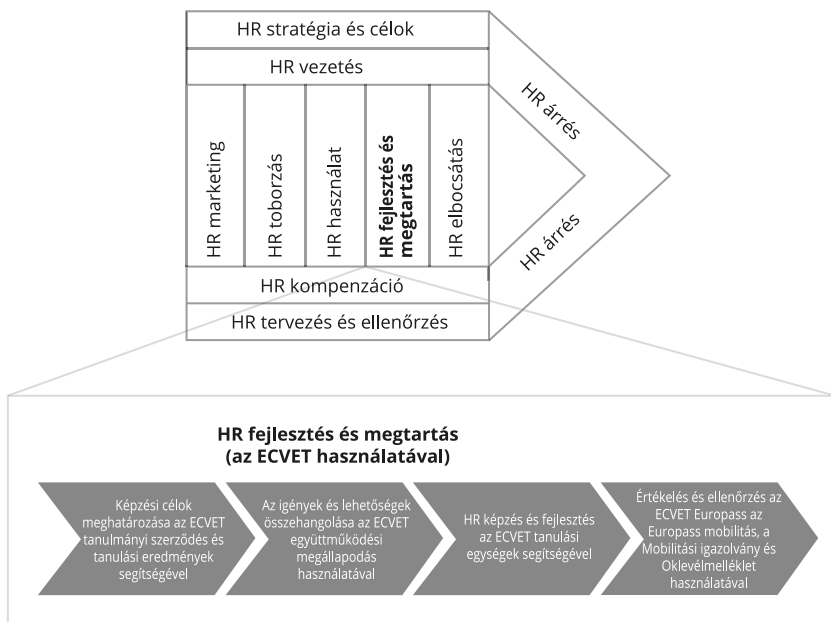 HR stratégia és célok
HR vezetés
HR marketing
HR toborzás
HR használat
HR fejlesztés és
megtartás
HR elbocsátás
HR árrés
HR árrés
HR kompenzáció
HR tervezés és ellenőrzés
HR fejlesztés és megtartás
(az ECVET használatával)
Képzési célok
meghatározása az ECVET
tanulmányi szerződés és
tanulási eredmények
segítségével
Az igények és lehetőségek
összehangolása az ECVET
együttműködési
megállapodás
használatával
HR képzés és fejlesztés
az ECVET tanulási
egységek segítségével
Értékelés és ellenőrzés az
ECVET Europass az
Europass mobilitás, a
Mobilitási igazolvány és
Oklevélmelléklet
használatával